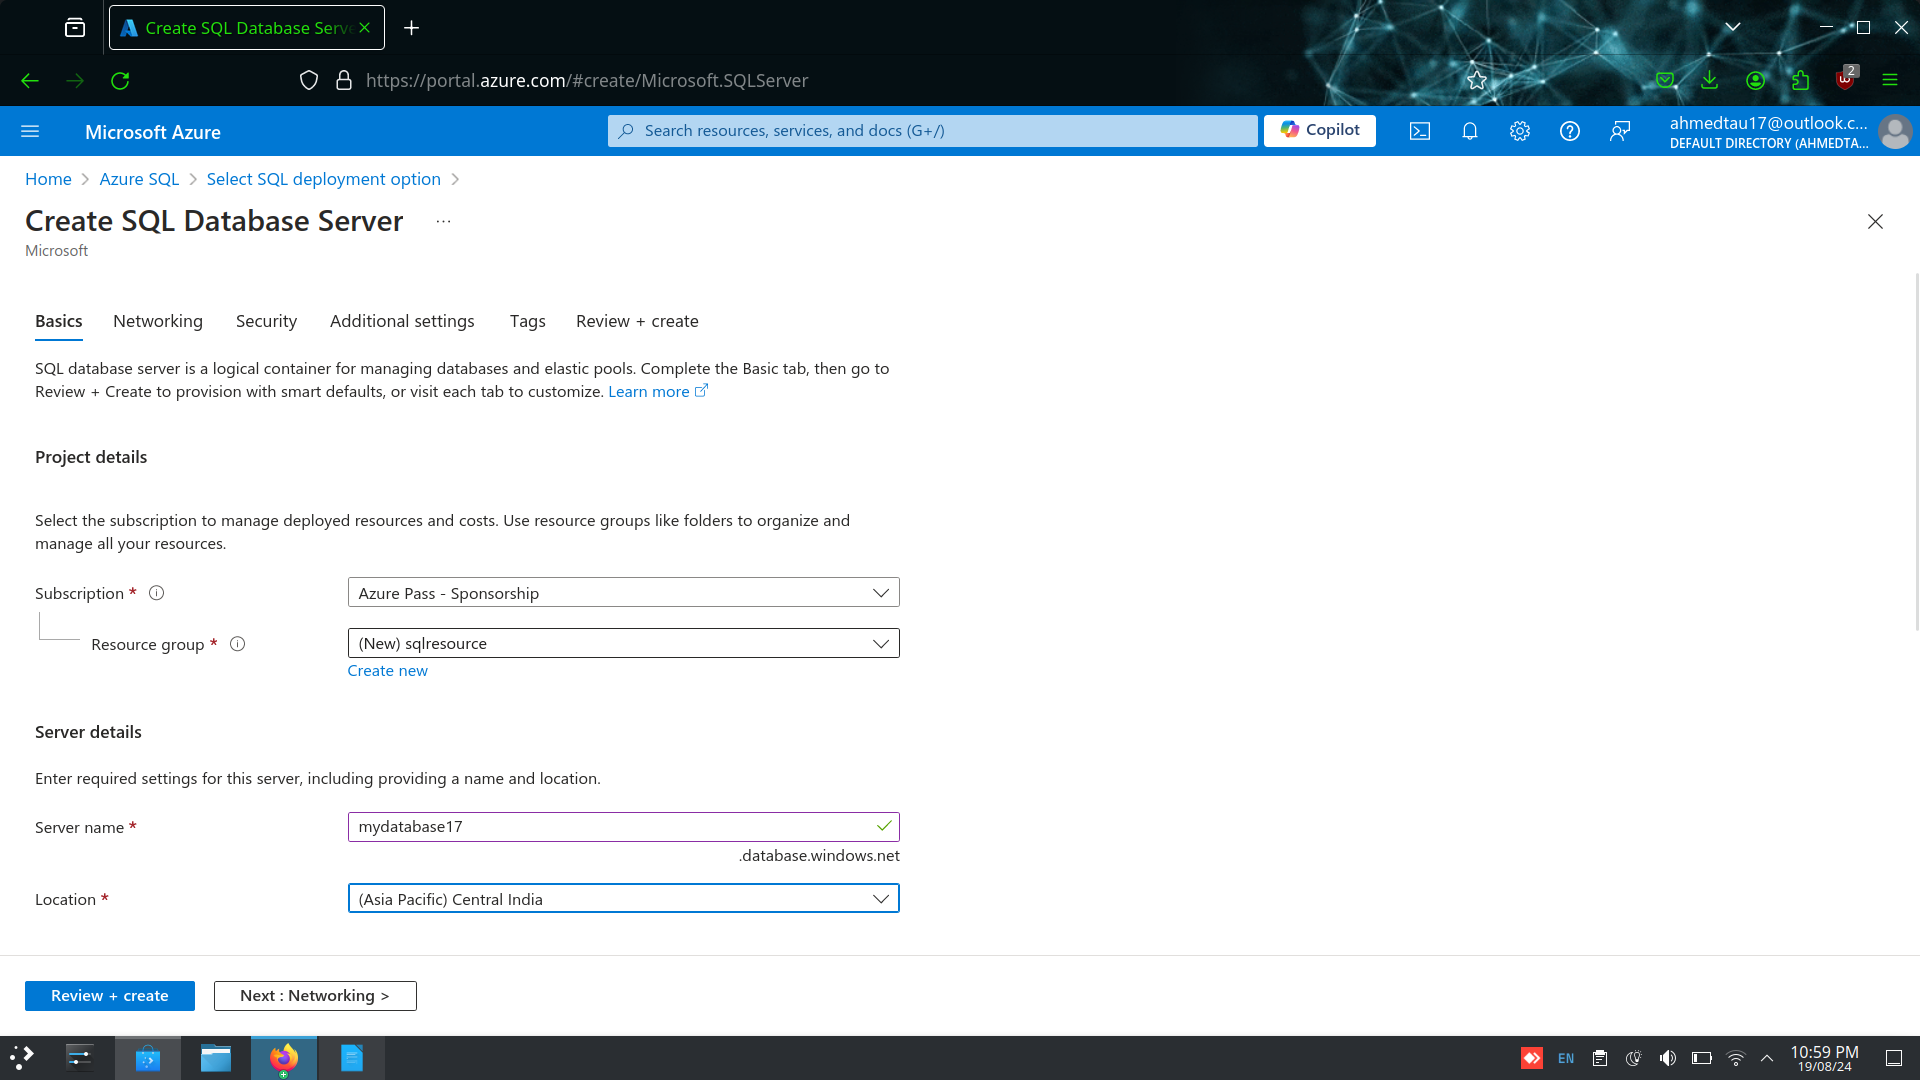 Create SQL Database Serve
https://portal.azure.com/#create/Microsoft.SQLServer
2
Microsoft Azure
Search resources, services, and docs (G+/)
Copilot
ahmedtau17@outlook.c...
DEFAULT DIRECTORY (AHMEDTA...
Home > Azure SQL > Select SQL deployment option >
Create SQL Database Server ...
Microsoft
Basics Networking Security Additional settings Tags Review + create
SQL database server is a logical container for managing databases and elastic pools. Complete the Basic tab, then go to
Review + Create to provision with smart defaults, or visit each tab to customize. Learn more
Project details
Select the subscription to manage deployed resources and costs. Use resource groups like folders to organize and
manage all your resources.
Subscription *
Azure Pass - Sponsorship
Resource group *
(New) sqlresource
Create new
Server details
Enter required settings for this server, including providing a name and location.
Server name *
mydatabase17
.database.windows.net
Location *
(Asia Pacific) Central India
Review + create
Next : Networking >
EN
10:59 PM
19/08/24